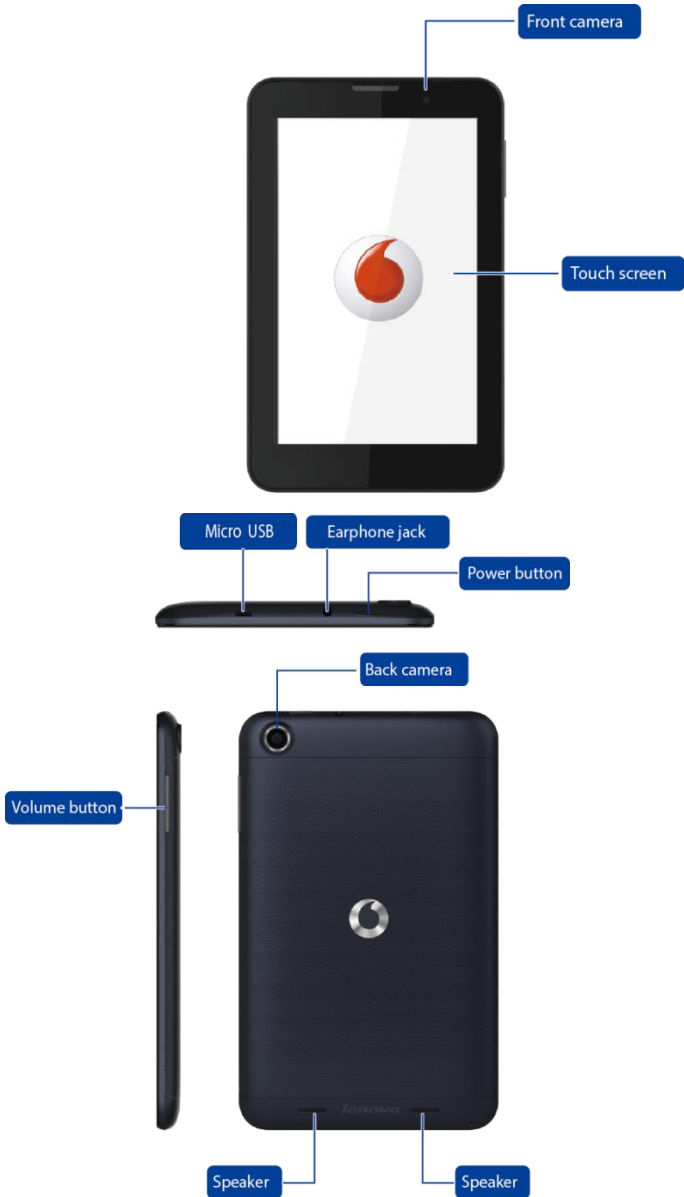 Front camera
Touch screen
Micro USB
Earphone jack
Power button
Back camera
Volume button
lenovo
Speaker
Speaker